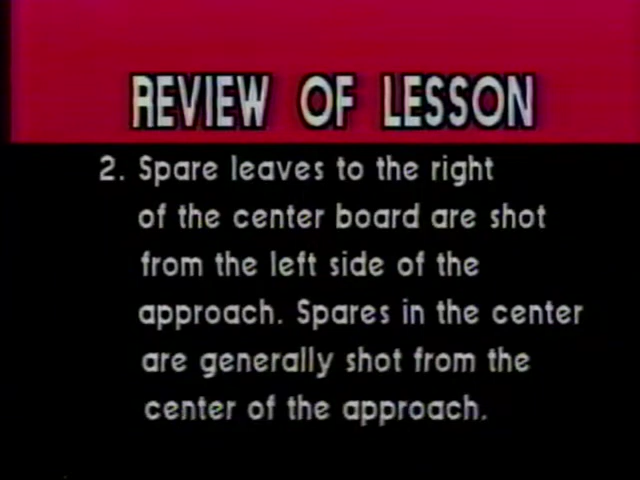 REVIEW OF LESSON
2. Spare leaves to the right
of the center board are shot
from the left side of the
approach. Spares in the center
are generally shot from the
center of the approach.